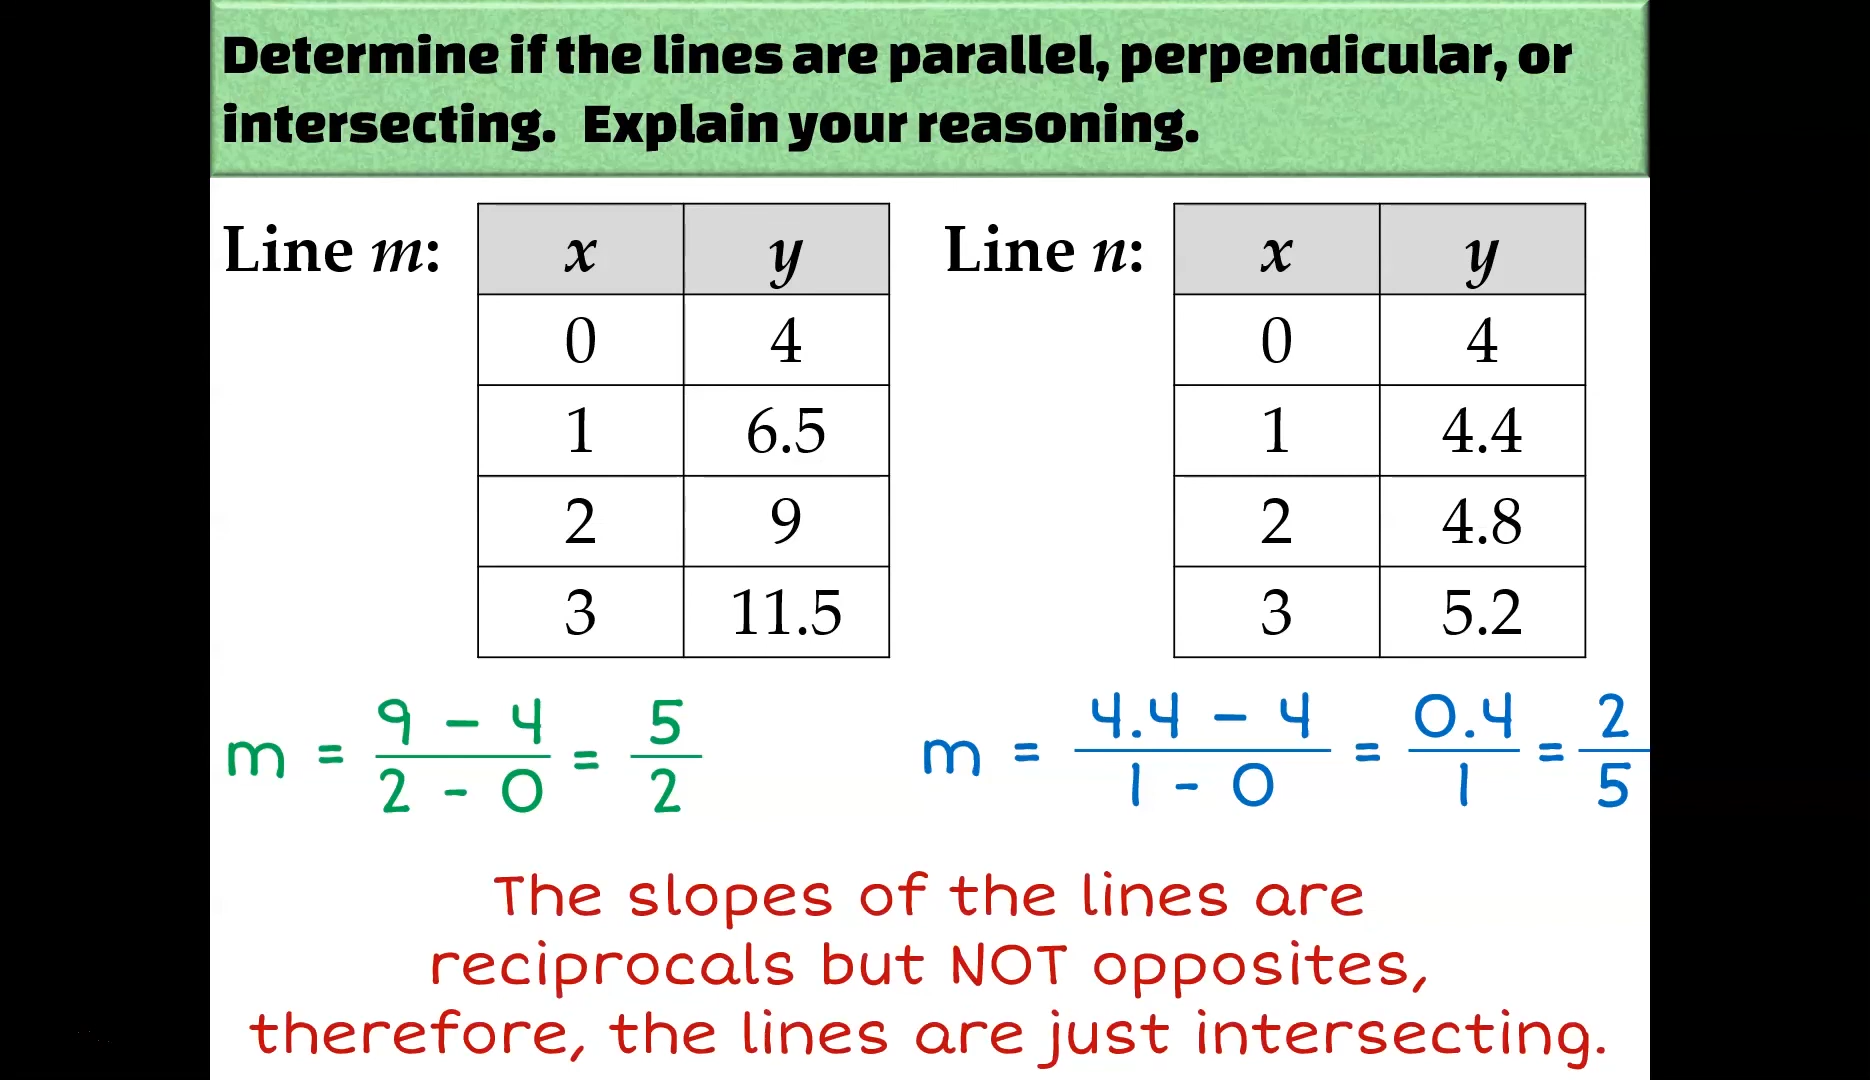 Determine if the lines are parallel, perpendicular, or
intersecting. Explain your reasoning.
Line m:
x y
0 4
1 6.5
2 9
3 11.5
Line n:
x y
0 4
1 4.4
2 4.8
3 5.2
m = (9 - 4)/(2 - 0) = 5/2
m = (4.4 - 4)/(1 - 0) = 0.4/1 = 2/5
The slopes of the lines are
reciprocals but NOT opposites,
therefore, the lines are just intersecting.